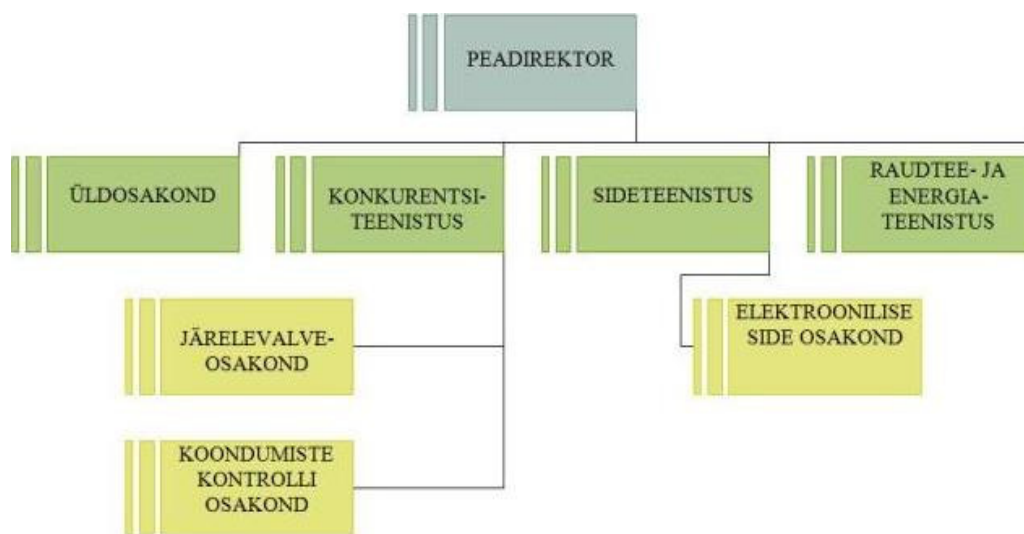 PEADIREKTOR
ÜLDOSAKOND
KONKURENTSI-
TEENISTUS
SIDETEENISTUS
RAUDTEE- JA
ENERGIA-
TEENISTUS
JÄRELEVALVE-
OSAKOND
ELEKTROONILISE
SIDE OSAKOND
KOONDUMISTE
KONTROLLI
OSAKOND